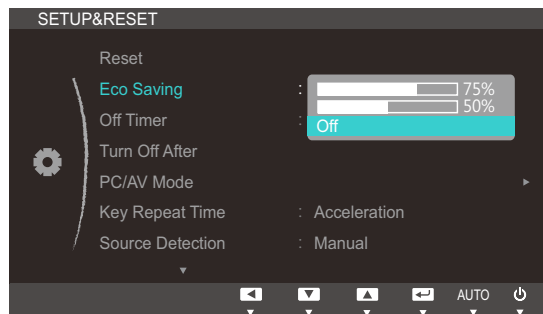 SETUP&RESET
Reset
Eco Saving : 75%
50%
Off Timer : Off
Turn Off After
PC/AV Mode
Key Repeat Time : Acceleration
Source Detection : Manual
AUTO